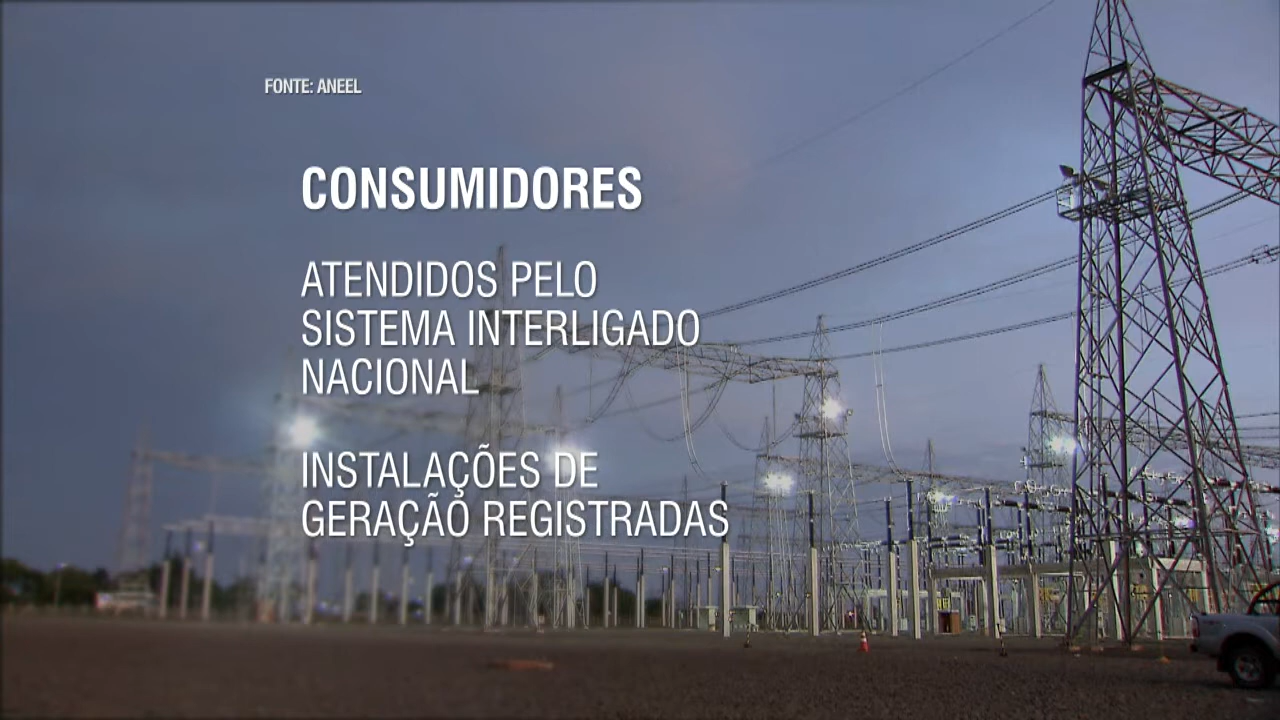 FONTE: ANEEL
CONSUMIDORES
ATENDIDOS PELO
SISTEMA INTERLIGADO
NACIONAL
INSTALAÇÕES DE
GERAÇÃO REGISTRADAS